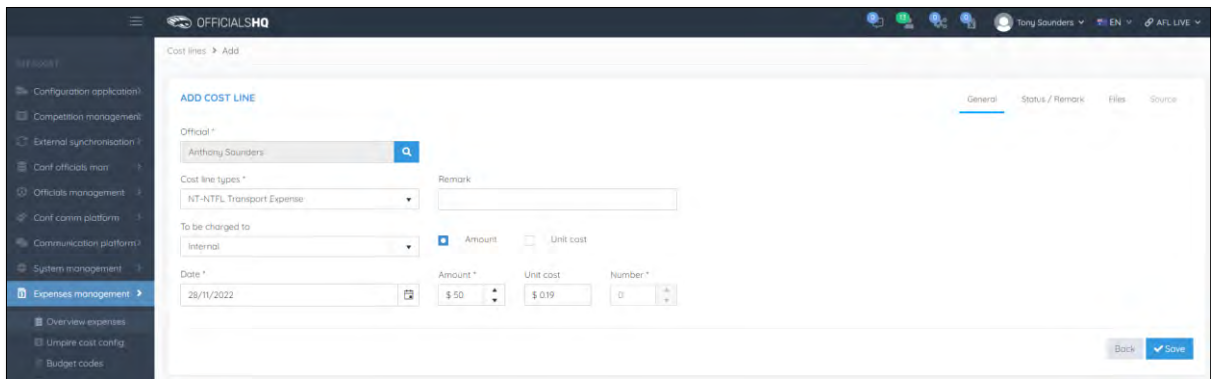 OFFICIALSHQ
Tony Saunders
EN
AFL LIVE
Cost lines > Add
Configuration application
Competition management
External synchronisation
Conf officials man
Officials management
Conf comm platform
Communication platform
System management
Expenses management
Overview expenses
Umpire cost config
Budget codes
ADD COST LINE
General
Status / Remark
Files
Source
Official *
Anthony Saunders
Cost line types *
Remark
NT-NTFL Transport Expense
To be charged to
Internal
Amount
Unit cost
Date *
Amount *
Unit cost
Number *
28/11/2022
$ 50
$ 0.19
0
Back
Save